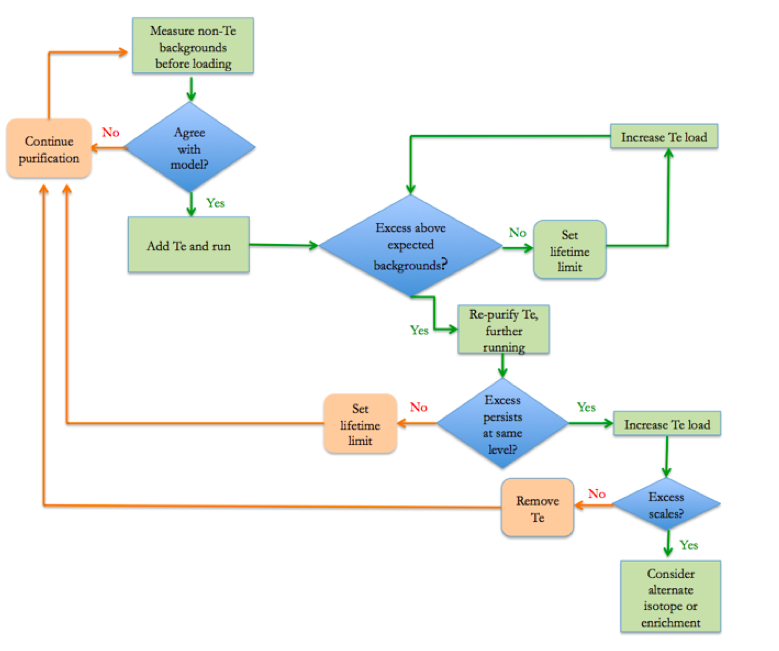 Measure non-Te
backgrounds
before loading
No
Continue
purification
Agree
with
model?
Increase Te load
Yes
Add Te and run
Excess above
expected
backgrounds?
No
Set
lifetime
limit
Yes
Re-purify Te,
further
running
Set
lifetime
limit
No
Excess
persists
at same
level?
Yes
Increase Te load
Remove
Te
No
Excess
scales?
Yes
Consider
alternate
isotope or
enrichment